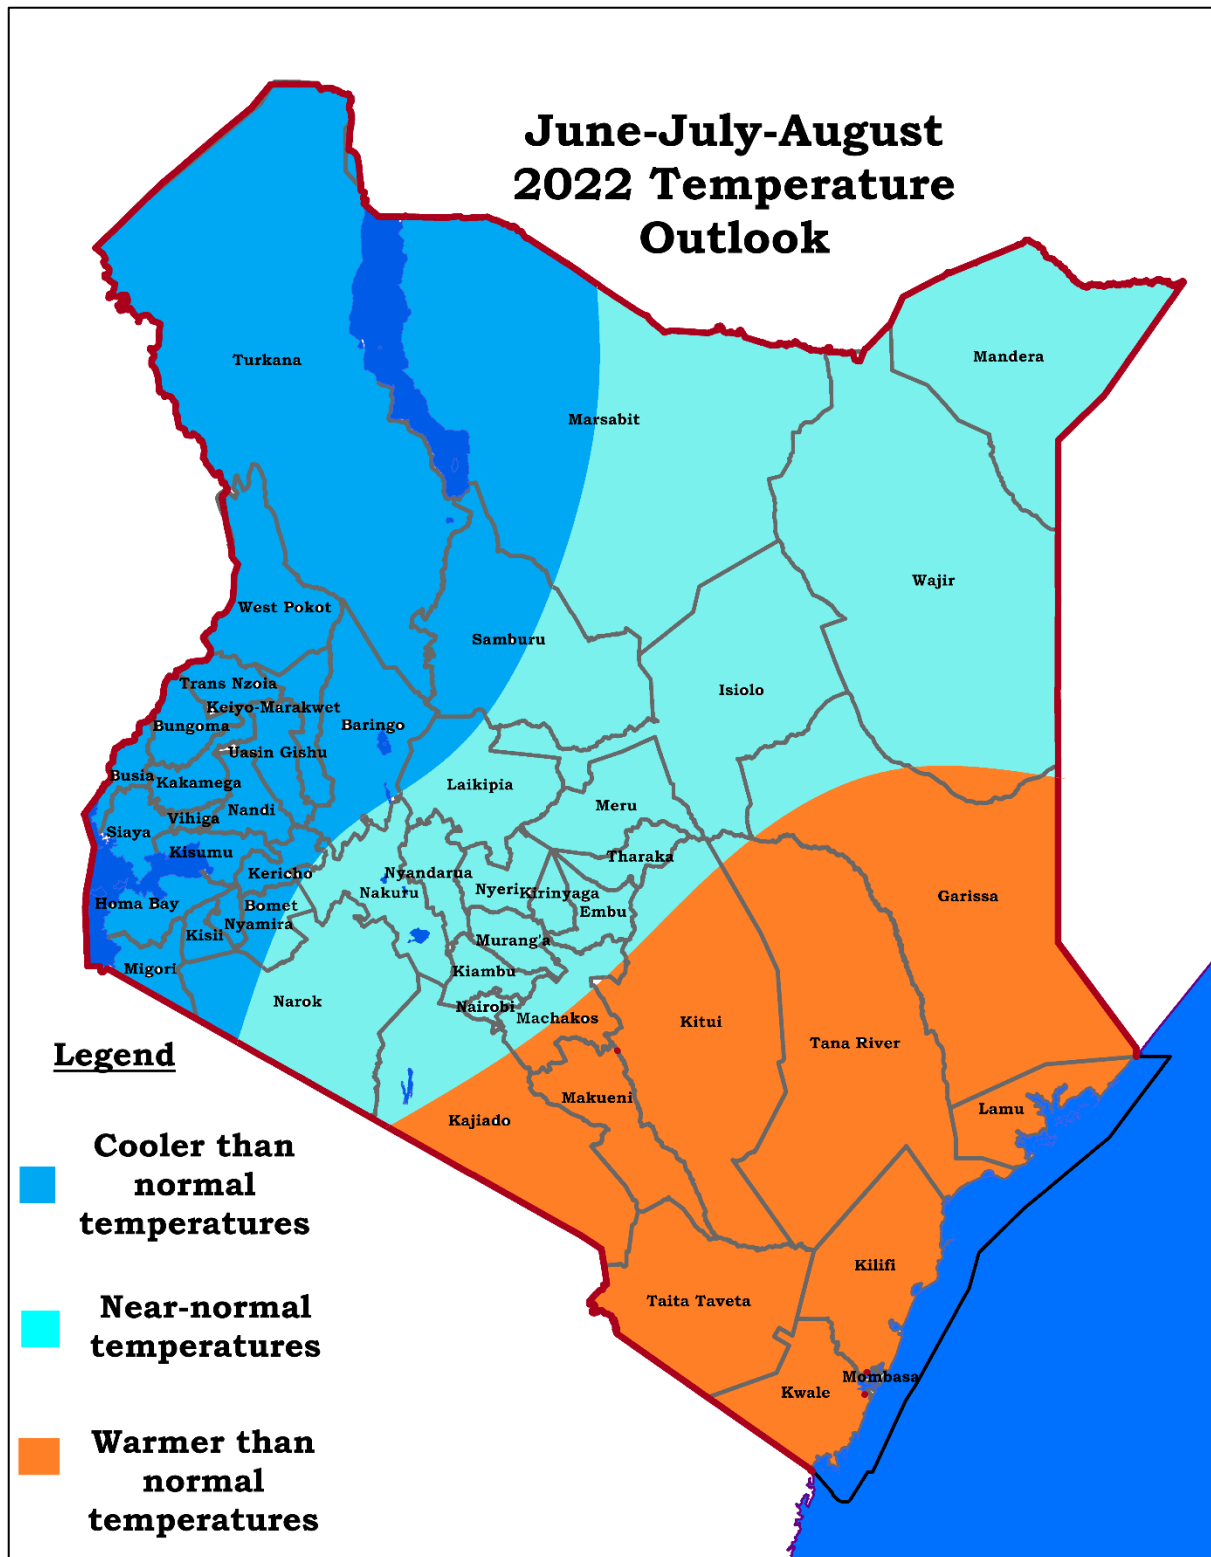 June-July-August
2022 Temperature
Outlook
Mandera
Turkana
Marsabit
Wajir
West Pokot
Samburu
Trans Nzoia
Isiolo
Keiyo-Marakwet
Bungoma
Baringo
Uasin Gishu
Busia
Kakamega
Laikipia
Meru
Nandi
Vihiga
Siaya
Kisumu
Tharaka
Kericho
Nyandarua
Nyeri
Kirinyaga
Nakuru
Garissa
Homa Bay
Bomet
Embu
Nyamira
Kisii
Murang'a
Migori
Kiambu
Narok
Nairobi
Machakos
Kitui
Tana River
Legend
Makueni
Lamu
Kajiado
Cooler than
normal
temperatures
Kilifi
Taita Taveta
Near-normal
temperatures
Mombasa
Kwale
Warmer than
normal
temperatures